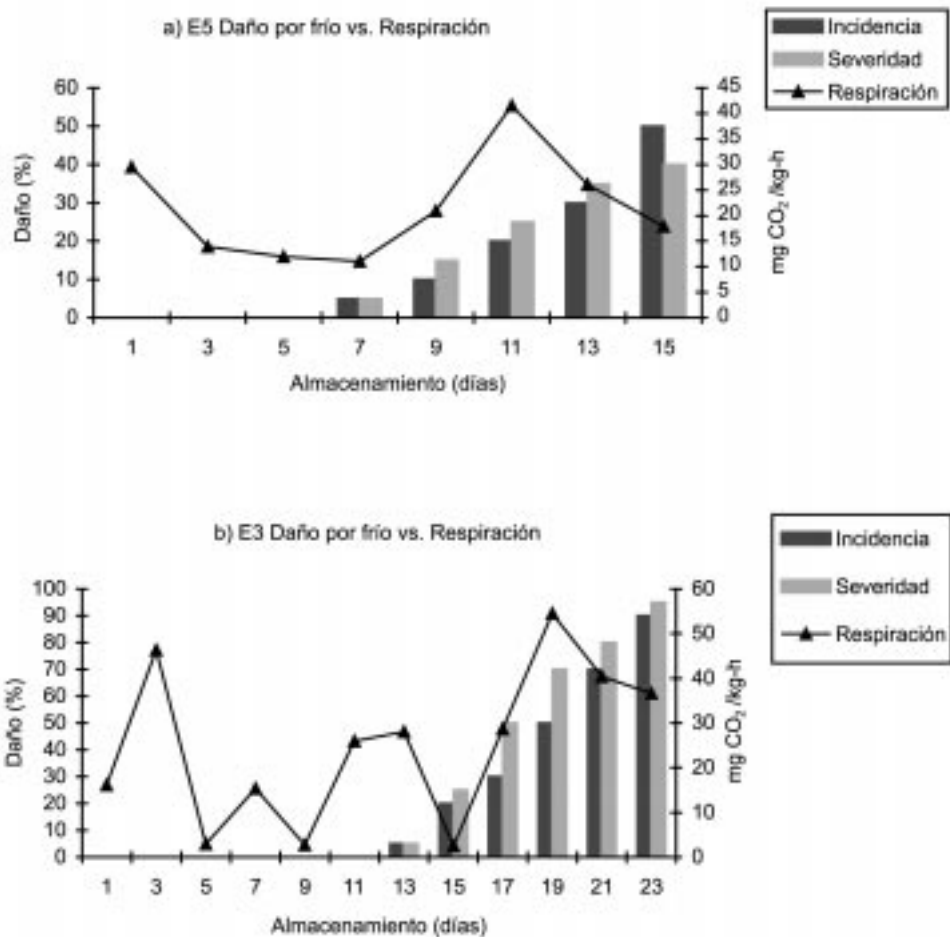 a) E5 Daño por frío vs. Respiración
Incidencia
Severidad
Respiración
60
50
40
30
20
10
0
Daño (%)
45
40
35
30
25
20
15
10
5
0
mg CO₂ /kg-h
1 3 5 7 9 11 13 15
Almacenamiento (días)
b) E3 Daño por frío vs. Respiración
Incidencia
Severidad
Respiración
100
90
80
70
60
50
40
30
20
10
0
Daño (%)
60
50
40
30
20
10
0
mg CO₂ /kg-h
1 3 5 7 9 11 13 15 17 19 21 23
Almacenamiento (días)